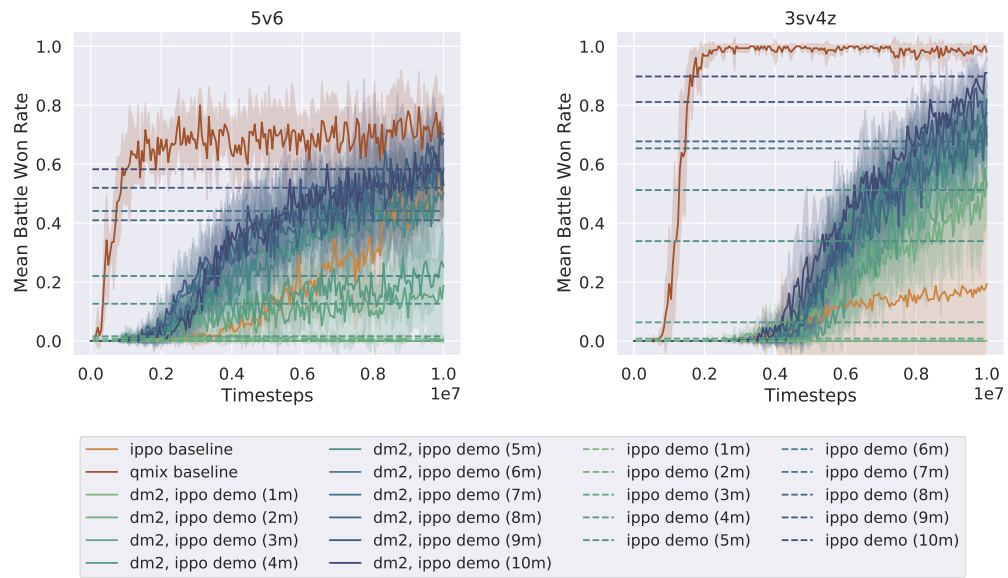 5v6
3sv4z
Mean Battle Won Rate
1.0
0.8
0.6
0.4
0.2
0.0
0.0 0.2 0.4 0.6 0.8 1.0
1e7
Timesteps
Mean Battle Won Rate
1.0
0.8
0.6
0.4
0.2
0.0
0.0 0.2 0.4 0.6 0.8 1.0
1e7
Timesteps
ippo baseline
qmix baseline
dm2, ippo demo (1m)
dm2, ippo demo (2m)
dm2, ippo demo (3m)
dm2, ippo demo (4m)
dm2, ippo demo (5m)
dm2, ippo demo (6m)
dm2, ippo demo (7m)
dm2, ippo demo (8m)
dm2, ippo demo (9m)
dm2, ippo demo (10m)
ippo demo (1m)
ippo demo (2m)
ippo demo (3m)
ippo demo (4m)
ippo demo (5m)
ippo demo (6m)
ippo demo (7m)
ippo demo (8m)
ippo demo (9m)
ippo demo (10m)